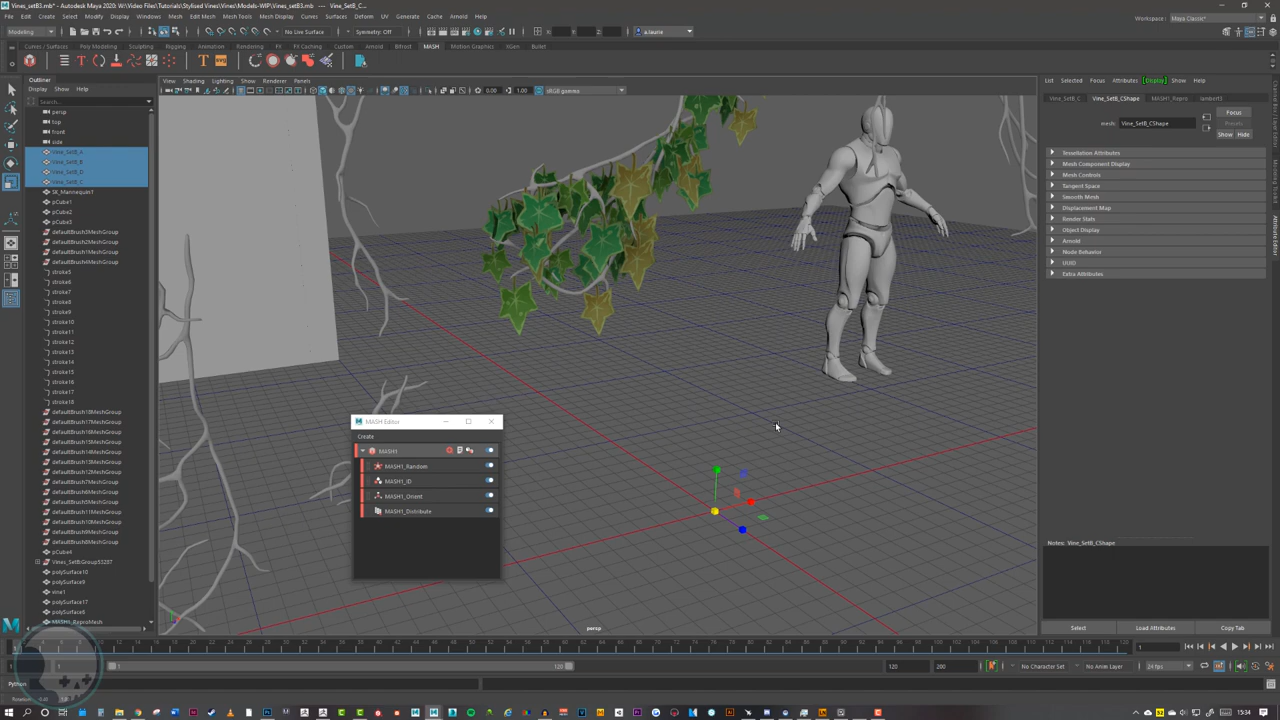 Vines_setB3.mb* - Autodesk Maya 2020: W:\Video Files\Tutorials\Stylised Vines\Vines\Models-WIP\Vines_setB3.mb --- Vine_SetB_C...
File Edit Create Select Modify Display Windows Mesh Edit Mesh Mesh Tools Mesh Display Curves Surfaces Deform UV Generate Cache Arnold Help
Workspace: Maya Classic*
Modeling
No Live Surface
Symmetry: Off
a.laurie
Curves / Surfaces Poly Modeling Sculpting Rigging Animation Rendering FX FX Caching Custom Arnold Bifrost MASH Motion Graphics XGen Bullet
Outliner
Display Show Help
Search...
persp
top
front
side
Vine_SetB_A
Vine_SetB_B
Vine_SetB_D
Vine_SetB_C
SB_Mannequin1
pCube1
pCube2
pCube3
defaultBrush3MeshGroup
defaultBrush2MeshGroup
defaultBrush1MeshGroup
defaultBrush4MeshGroup
stroke5
stroke6
stroke7
stroke8
stroke9
stroke10
stroke11
stroke12
stroke13
stroke14
stroke15
stroke16
stroke17
stroke18
defaultBrush18MeshGroup
defaultBrush17MeshGroup
defaultBrush16MeshGroup
defaultBrush15MeshGroup
defaultBrush14MeshGroup
defaultBrush13MeshGroup
defaultBrush12MeshGroup
defaultBrush7MeshGroup
defaultBrush6MeshGroup
defaultBrush5MeshGroup
defaultBrush11MeshGroup
defaultBrush10MeshGroup
defaultBrush9MeshGroup
defaultBrush8MeshGroup
pCube4
Vines_SetB:Group53237
polySurface10
polySurface9
vine1
polySurface17
polySurface6
MASH1_ReproMesh
View Shading Lighting Show Renderer Panels
0.00 1.00 sRGB gamma
persp
MASH Editor
Create
MASH1
MASH1_Random
MASH1_ID
MASH1_Orient
MASH1_Distribute
List Selected Focus Attributes Display Show Help
Vine_SetB_C Vine_SetB_CShape MASH1_Repro lambert3
mesh: Vine_SetB_CShape
Focus
Presets
Show Hide
Tessellation Attributes
Mesh Component Display
Mesh Controls
Tangent Space
Smooth Mesh
Displacement Map
Render Stats
Object Display
Arnold
Node Behavior
UUID
Extra Attributes
Notes: Vine_SetB_CShape
Select Load Attributes Copy Tab
Attribute Editor
1 1 1 120 120 200 No Character Set No Anim Layer 24 fps
Python
15:34